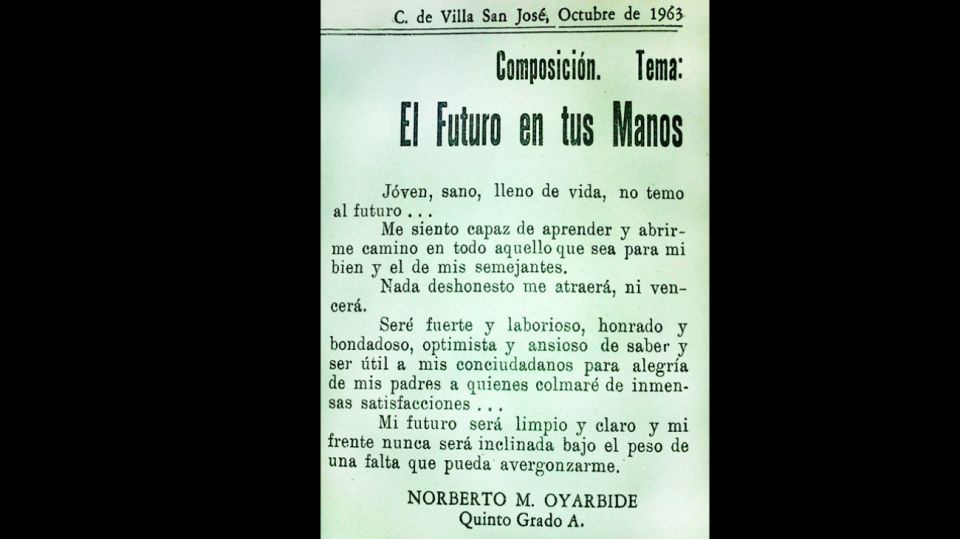 C. de Villa San José, Octubre de 1963
Composición. Tema:
El Futuro en tus Manos
Jóven, sano, lleno de vida, no temo
al futuro . . .
Me siento capaz de aprender y abrir-
me camino en todo aquello que sea para mi
bien y el de mis semejantes.
Nada deshonesto me atraerá, ni ven-
cerá.
Seré fuerte y laborioso, honrado y
bondadoso, optimista y ansioso de saber y
ser útil a mis conciudadanos para alegría
de mis padres a quienes colmaré de inmen-
sas satisfacciones . . .
Mi futuro será limpio y claro y mi
frente nunca será inclinada bajo el peso de
una falta que pueda avergonzarme.
NORBERTO M. OYARBIDE
Quinto Grado A.